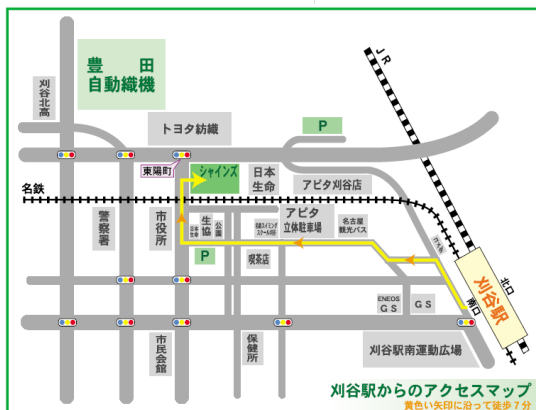 豊田
自動織機
刈谷北高
トヨタ紡織
P
JR
東陽町
シャインズ
日本
生命
アピタ刈谷店
名鉄
警察署
市役所
生協
公園
アピタ
立体駐車場
名古屋
観光バス
P
喫茶店
北口
刈谷駅
南口
ENEOS
GS
GS
市民会館
保健所
刈谷駅南運動広場
刈谷駅からのアクセスマップ
黄色い矢印に沿って徒歩7分